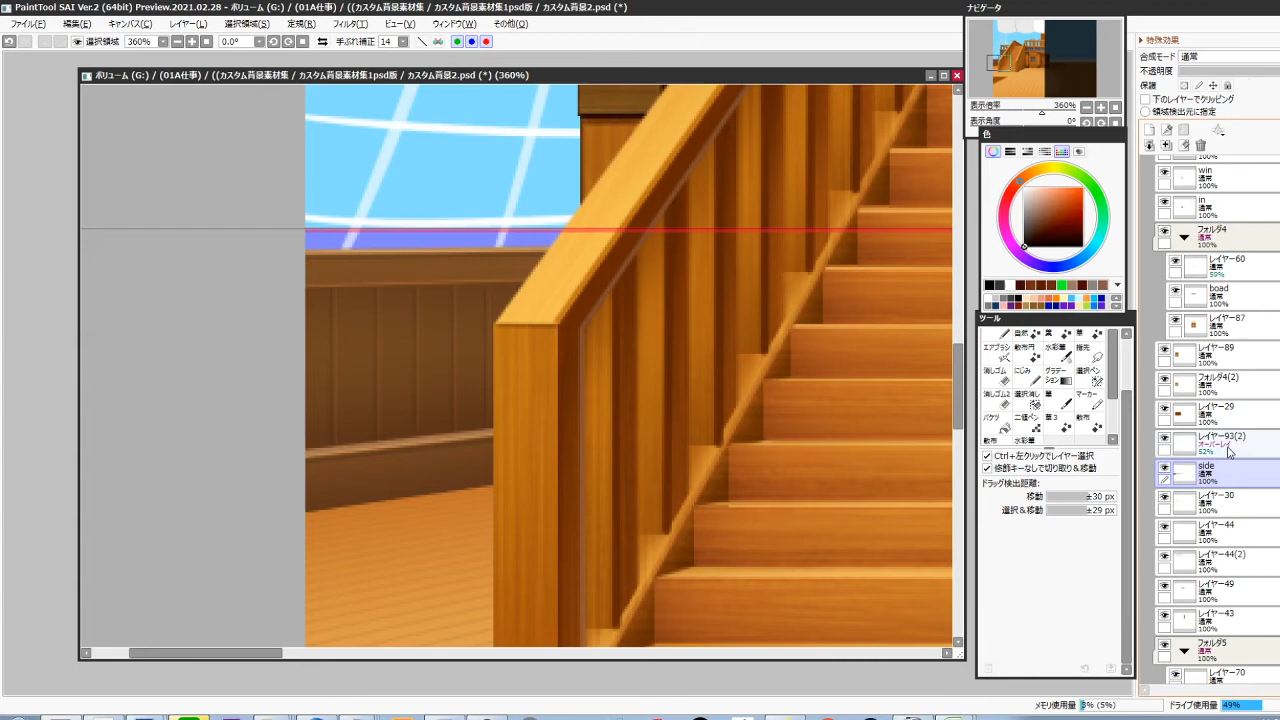 PaintTool SAI Ver.2 (64bit) Preview.2021.02.28 - ボリューム (G:) / (01A仕事) / ((カスタム背景素材集 / カスタム背景素材集1psd版 / カスタム背景2.psd (*)
ファイル(F) 編集(E) キャンバス(C) レイヤー(L) 選択領域(S) 定規(R) フィルタ(T) ビュー(V) ウィンドウ(W) その他(O)
選択領域 360% 0.0° 手ぶれ補正 14
ボリューム (G:) / (01A仕事) / ((カスタム背景素材集 / カスタム背景素材集1psd版 / カスタム背景2.psd (*) (360%)
ナビゲータ
表示倍率 360%
表示角度 0°
色
ツール
自然 葉 草
エアブラシ 散布円 水彩筆 指先
消しゴム にじみ グラデーション 選択ペン
消しゴム2 選択消し 筆 マーカー
バケツ 二値ペン 筆3 散布
散布 水彩筆
Ctrl+左クリックでレイヤー選択
修飾キーなしで切り取り&移動
ドラッグ検出距離:
移動 ±30 px
選択&移動 ±29 px
特殊効果
合成モード 通常
不透明度
保護
下のレイヤーでクリッピング
領域検出元に指定
100%
win
通常
100%
in
通常
100%
フォルダ4
通常
100%
レイヤー60
通常
59%
boad
通常
100%
レイヤー87
通常
100%
レイヤー89
通常
100%
フォルダ4(2)
通常
100%
レイヤー29
通常
100%
レイヤー93(2)
オーバーレイ
52%
side
通常
100%
レイヤー30
通常
100%
レイヤー44
通常
100%
レイヤー44(2)
通常
100%
レイヤー49
通常
100%
レイヤー43
通常
100%
フォルダ5
通常
100%
レイヤー70
通常
メモリ使用量 3% (5%) ドライブ使用量 49%